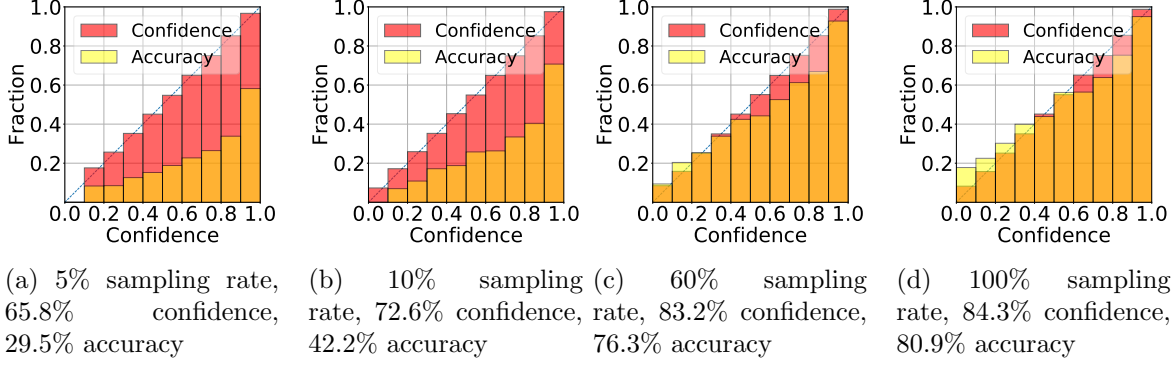 1.0
0.8
0.6
0.4
0.2
Fraction
Confidence
Accuracy
0.0 0.2 0.4 0.6 0.8 1.0
Confidence
(a) 5% sampling rate,
65.8% confidence,
29.5% accuracy
1.0
0.8
0.6
0.4
0.2
Fraction
Confidence
Accuracy
0.0 0.2 0.4 0.6 0.8 1.0
Confidence
(b) 10% sampling
rate, 72.6% confidence,
42.2% accuracy
1.0
0.8
0.6
0.4
0.2
Fraction
Confidence
Accuracy
0.0 0.2 0.4 0.6 0.8 1.0
Confidence
(c) 60% sampling
rate, 83.2% confidence,
76.3% accuracy
1.0
0.8
0.6
0.4
0.2
Fraction
Confidence
Accuracy
0.0 0.2 0.4 0.6 0.8 1.0
Confidence
(d) 100% sampling
rate, 84.3% confidence,
80.9% accuracy